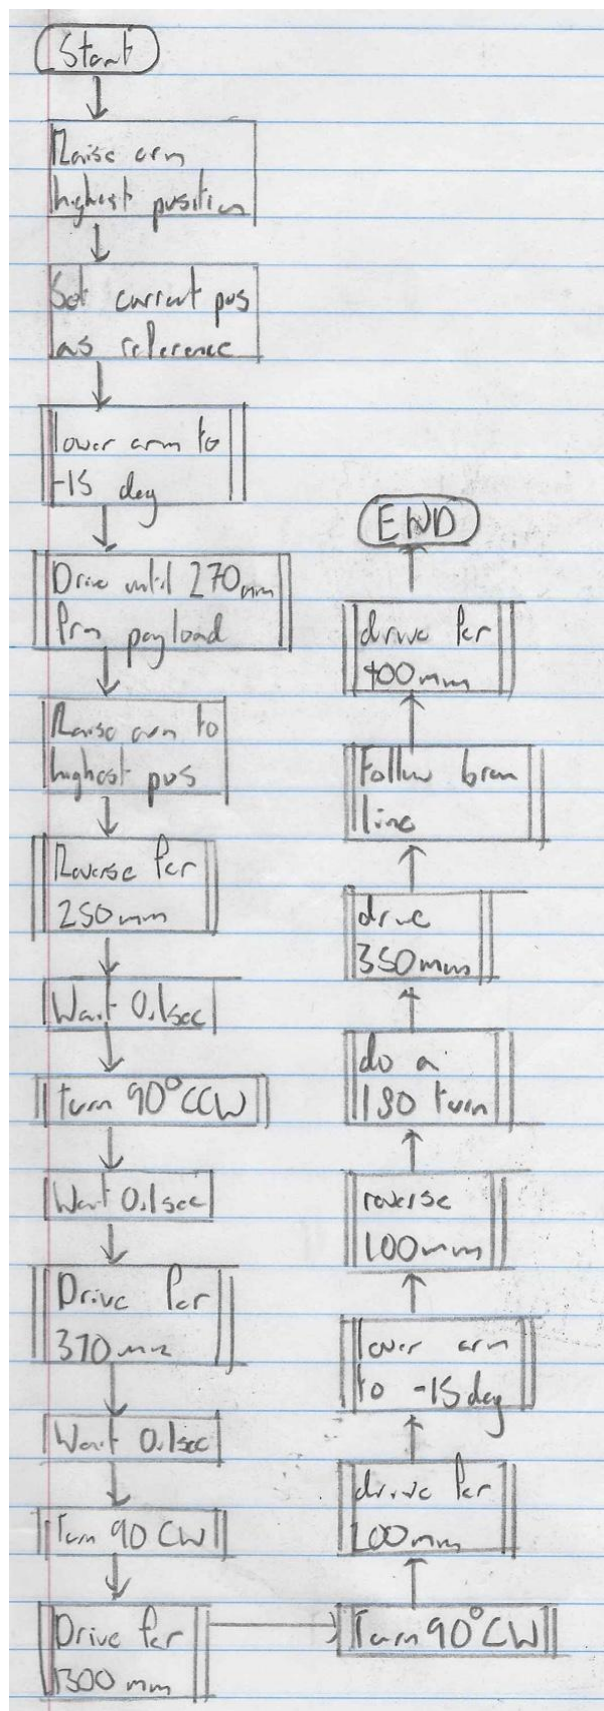 Start
Raise arm
highest position
Set current pos
as reference
lower arm to
-15 deg
Drive until 270mm
from payload
Raise arm to
highest pos
Reverse for
250mm
Wait 0.1sec
turn 90° CCW
Wait 0.1sec
Drive for
370mm
Wait 0.1sec
Turn 90 CW
Drive for
1300mm
Turn 90° CW
drive for
100mm
lower arm
to -15deg
reverse
100mm
do a
180 turn
drive
350mm
Follow
line
drive for
400mm
END